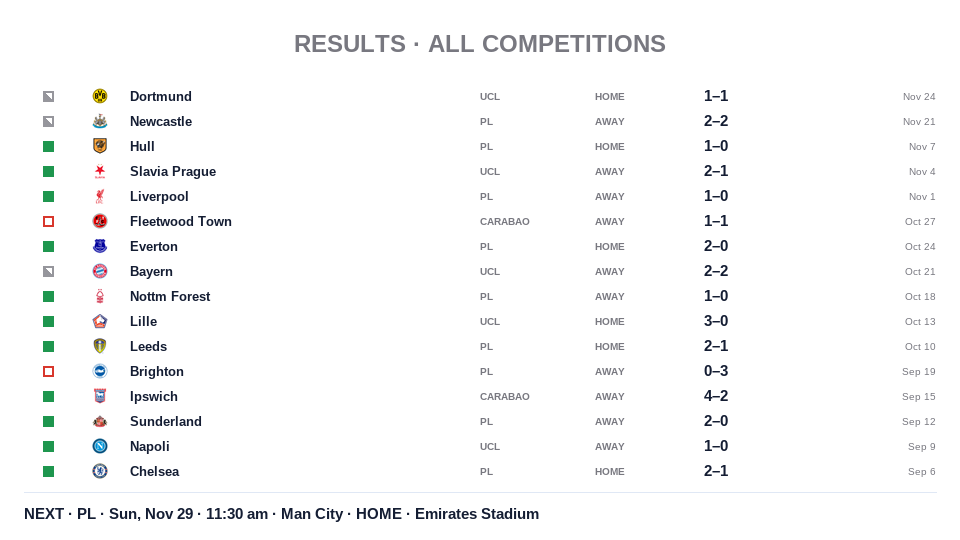 RESULTS · ALL COMPETITIONS
Dortmund UCL HOME 1–1 Nov 24
Newcastle PL AWAY 2–2 Nov 21
Hull PL HOME 1–0 Nov 7
Slavia Prague UCL AWAY 2–1 Nov 4
Liverpool PL AWAY 1–0 Nov 1
Fleetwood Town CARABAO AWAY 1–1 Oct 27
Everton PL HOME 2–0 Oct 24
Bayern UCL AWAY 2–2 Oct 21
Nottm Forest PL AWAY 1–0 Oct 18
Lille UCL HOME 3–0 Oct 13
Leeds PL HOME 2–1 Oct 10
Brighton PL AWAY 0–3 Sep 19
Ipswich CARABAO AWAY 4–2 Sep 15
Sunderland PL AWAY 2–0 Sep 12
Napoli UCL AWAY 1–0 Sep 9
Chelsea PL HOME 2–1 Sep 6
NEXT · PL · Sun, Nov 29 · 11:30 am · Man City · HOME · Emirates Stadium